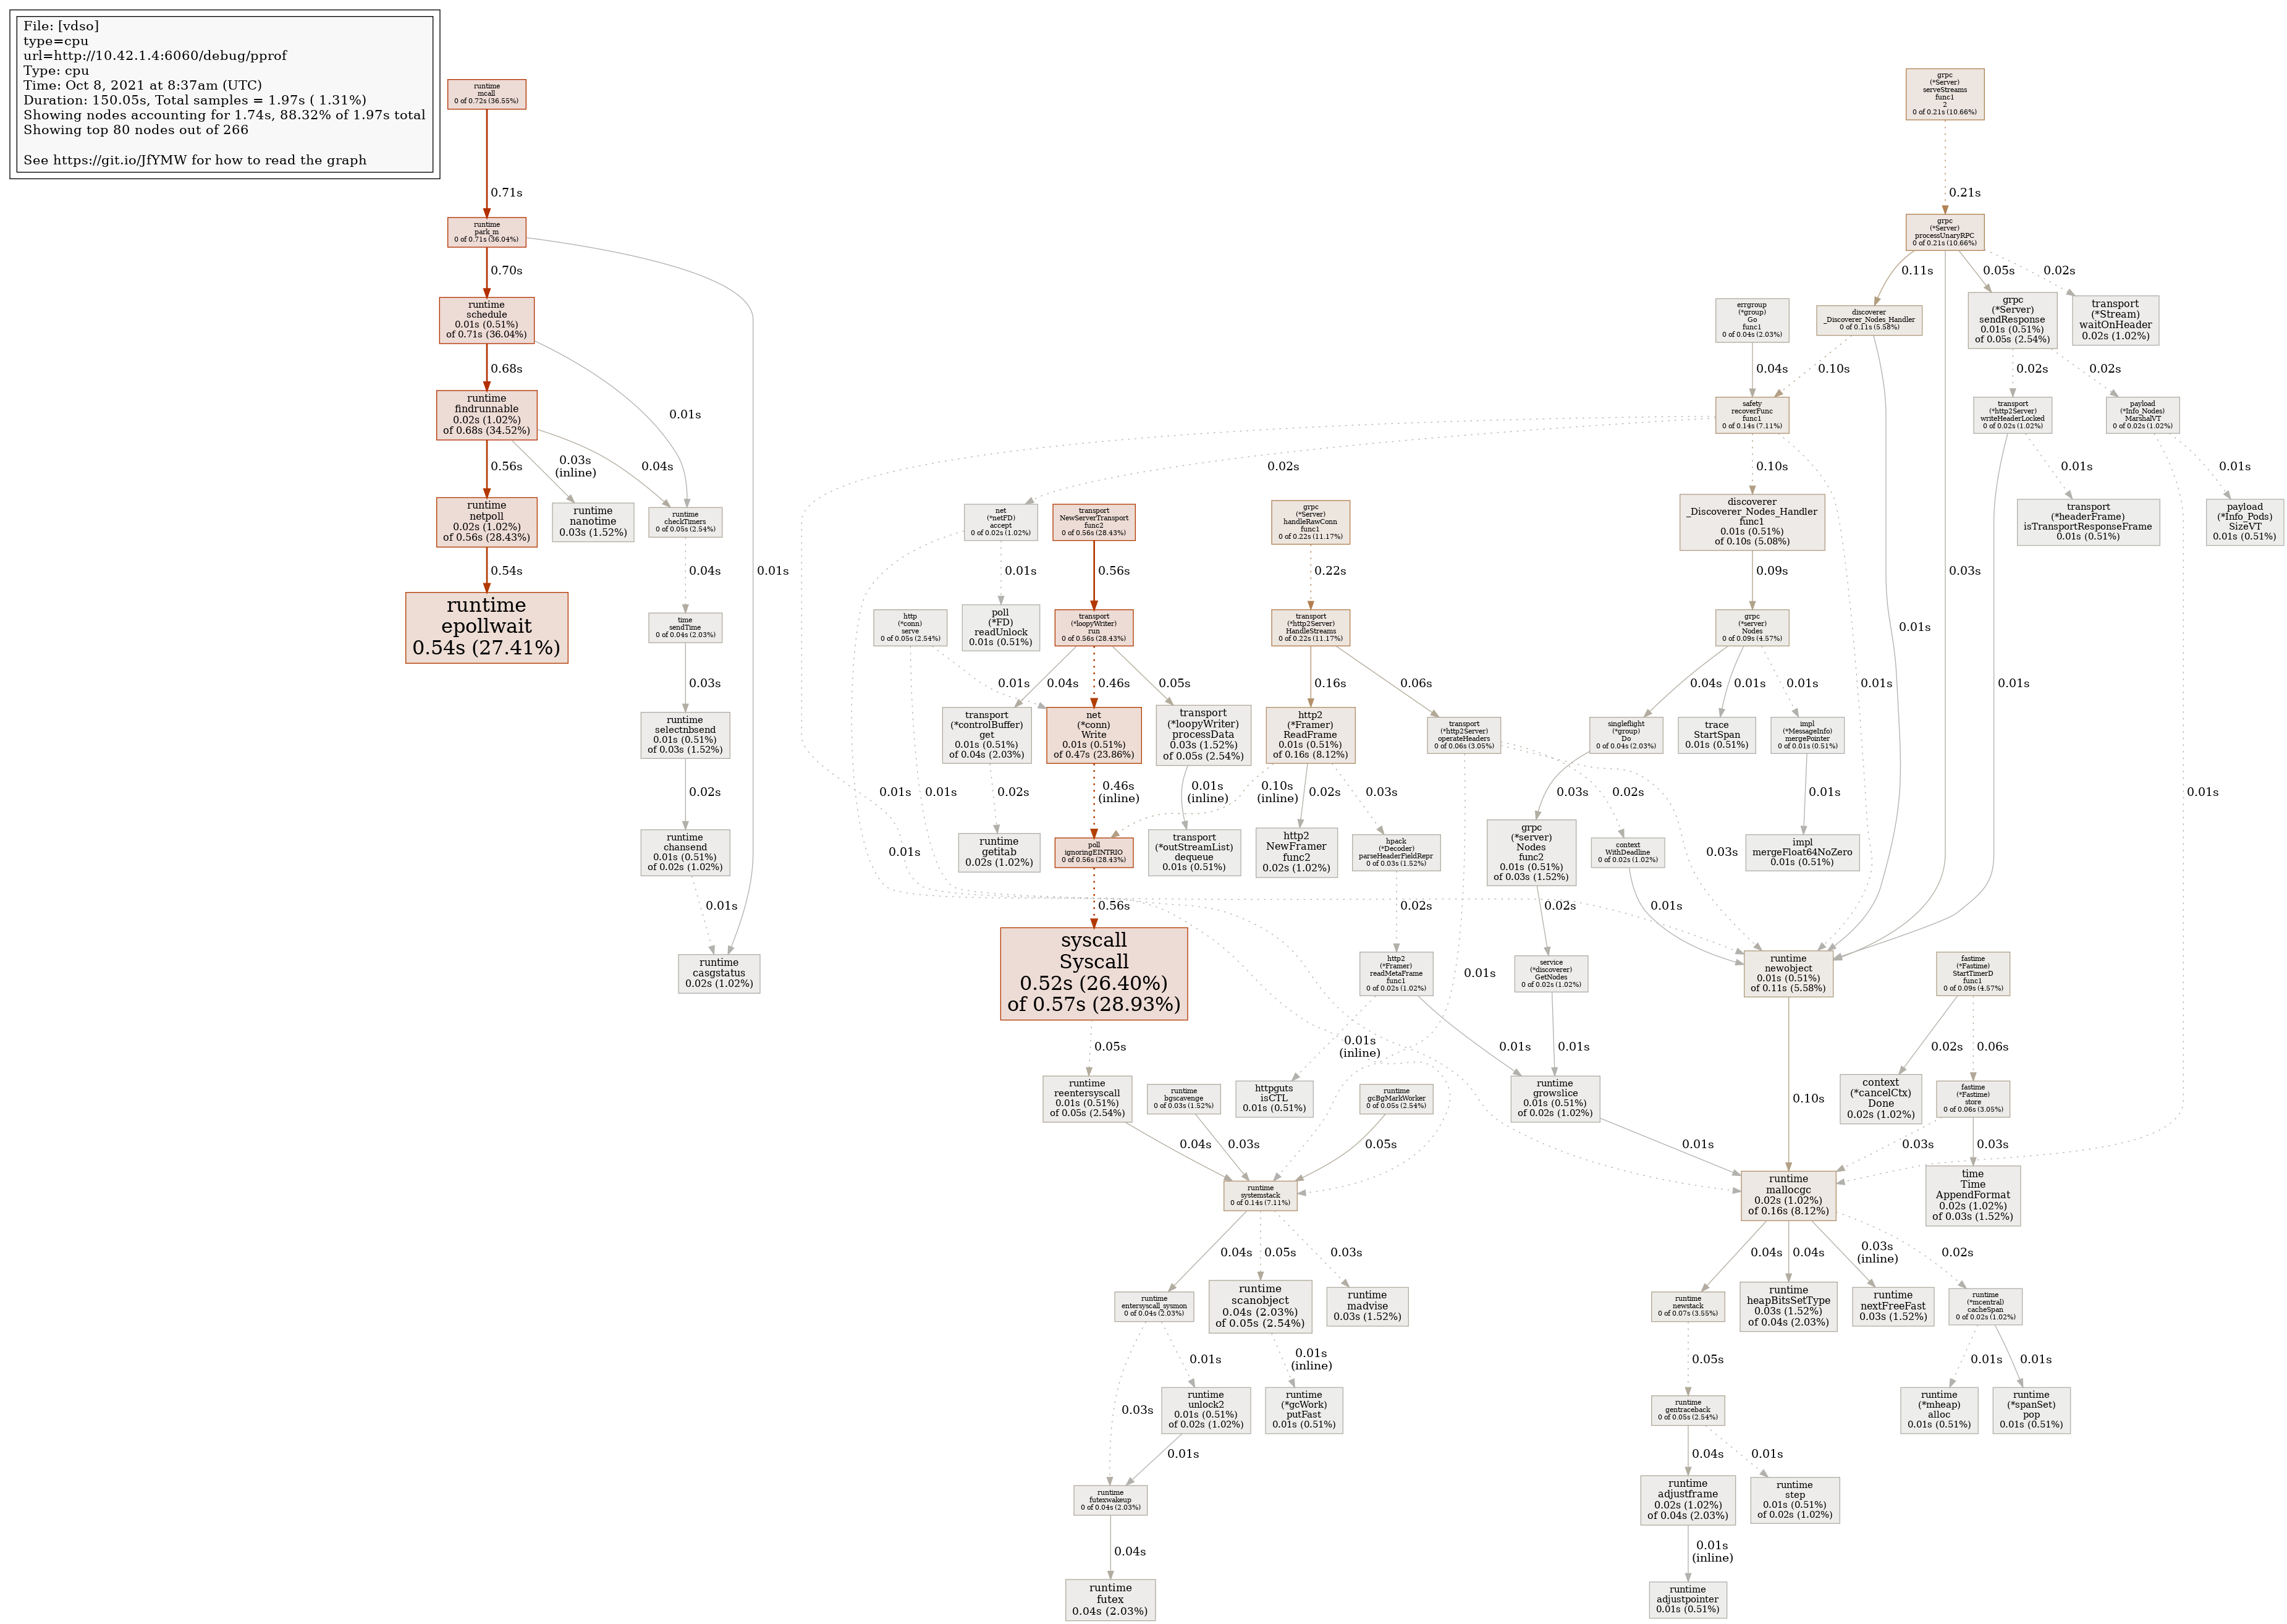 File: [vdso]
type=cpu
url=http://10.42.1.4:6060/debug/pprof
Type: cpu
Time: Oct 8, 2021 at 8:37am (UTC)
Duration: 150.05s, Total samples = 1.97s ( 1.31%)
Showing nodes accounting for 1.74s, 88.32% of 1.97s total
Showing top 80 nodes out of 266
See https://git.io/JfYMW for how to read the graph
runtime
mcall
0 of 0.72s (36.55%)
0.71s
runtime
park_m
0 of 0.71s (36.04%)
0.70s
0.01s
runtime
schedule
0.01s (0.51%)
of 0.71s (36.04%)
0.68s
0.01s
runtime
findrunnable
0.02s (1.02%)
of 0.68s (34.52%)
0.56s
0.03s
(inline)
0.04s
runtime
netpoll
0.02s (1.02%)
of 0.56s (28.43%)
runtime
nanotime
0.03s (1.52%)
runtime
checkTimers
0 of 0.05s (2.54%)
0.54s
0.04s
runtime
epollwait
0.54s (27.41%)
time
sendTime
0 of 0.04s (2.03%)
0.03s
runtime
selectnbsend
0.01s (0.51%)
of 0.03s (1.52%)
0.02s
runtime
chansend
0.01s (0.51%)
of 0.02s (1.02%)
0.01s
runtime
casgstatus
0.02s (1.02%)
grpc
(*Server)
serveStreams
func1
2
0 of 0.21s (10.66%)
0.21s
grpc
(*Server)
processUnaryRPC
0 of 0.21s (10.66%)
0.11s
0.03s
0.05s
0.02s
errgroup
(*group)
Go
func1
0 of 0.04s (2.03%)
discoverer
_Discoverer_Nodes_Handler
0 of 0.11s (5.58%)
grpc
(*Server)
sendResponse
0.01s (0.51%)
of 0.05s (2.54%)
transport
(*Stream)
waitOnHeader
0.02s (1.02%)
0.04s
0.10s
0.01s
0.02s
0.02s
safety
recoverFunc
func1
0 of 0.14s (7.11%)
transport
(*http2Server)
writeHeaderLocked
0 of 0.02s (1.02%)
payload
(*Info_Nodes)
MarshalVT
0 of 0.02s (1.02%)
0.01s
0.02s
0.10s
0.01s
0.01s
0.01s
0.01s
0.01s
net
(*netFD)
accept
0 of 0.02s (1.02%)
transport
NewServerTransport
func2
0 of 0.56s (28.43%)
grpc
(*Server)
handleRawConn
func1
0 of 0.22s (11.17%)
discoverer
_Discoverer_Nodes_Handler
func1
0.01s (0.51%)
of 0.10s (5.08%)
transport
(*headerFrame)
isTransportResponseFrame
0.01s (0.51%)
payload
(*Info_Pods)
SizeVT
0.01s (0.51%)
0.01s
0.01s
0.56s
0.22s
0.09s
http
(*conn)
serve
0 of 0.05s (2.54%)
poll
(*FD)
readUnlock
0.01s (0.51%)
transport
(*loopyWriter)
run
0 of 0.56s (28.43%)
transport
(*http2Server)
HandleStreams
0 of 0.22s (11.17%)
grpc
(*server)
Nodes
0 of 0.09s (4.57%)
0.01s
0.01s
0.04s
0.46s
0.05s
0.16s
0.06s
0.04s
0.01s
0.01s
transport
(*controlBuffer)
get
0.01s (0.51%)
of 0.04s (2.03%)
net
(*conn)
Write
0.01s (0.51%)
of 0.47s (23.86%)
transport
(*loopyWriter)
processData
0.03s (1.52%)
of 0.05s (2.54%)
http2
(*Framer)
ReadFrame
0.01s (0.51%)
of 0.16s (8.12%)
transport
(*http2Server)
operateHeaders
0 of 0.06s (3.05%)
singleflight
(*group)
Do
0 of 0.04s (2.03%)
trace
StartSpan
0.01s (0.51%)
impl
(*MessageInfo)
mergePointer
0 of 0.01s (0.51%)
0.02s
0.46s
(inline)
0.01s
(inline)
0.10s
(inline)
0.02s
0.03s
0.01s
0.02s
0.03s
0.03s
0.01s
runtime
getitab
0.02s (1.02%)
poll
ignoringEINTRIO
0 of 0.56s (28.43%)
transport
(*outStreamList)
dequeue
0.01s (0.51%)
http2
NewFramer
func2
0.02s (1.02%)
hpack
(*Decoder)
parseHeaderFieldRepr
0 of 0.03s (1.52%)
grpc
(*server)
Nodes
func2
0.01s (0.51%)
of 0.03s (1.52%)
context
WithDeadline
0 of 0.02s (1.02%)
impl
mergeFloat64NoZero
0.01s (0.51%)
0.56s
0.02s
0.02s
0.01s
syscall
Syscall
0.52s (26.40%)
of 0.57s (28.93%)
http2
(*Framer)
readMetaFrame
func1
0 of 0.02s (1.02%)
service
(*discoverer)
GetNodes
0 of 0.02s (1.02%)
runtime
newobject
0.01s (0.51%)
of 0.11s (5.58%)
fastime
(*Fastime)
StartTimerD
func1
0 of 0.09s (4.57%)
0.05s
0.01s
(inline)
0.01s
0.01s
0.10s
0.02s
0.06s
runtime
reentersyscall
0.01s (0.51%)
of 0.05s (2.54%)
runtime
bgscavenge
0 of 0.03s (1.52%)
httpguts
isCTL
0.01s (0.51%)
runtime
gcBgMarkWorker
0 of 0.05s (2.54%)
runtime
growslice
0.01s (0.51%)
of 0.02s (1.02%)
context
(*cancelCtx)
Done
0.02s (1.02%)
fastime
(*Fastime)
store
0 of 0.06s (3.05%)
0.04s
0.03s
0.05s
0.01s
0.03s
0.03s
runtime
systemstack
0 of 0.14s (7.11%)
runtime
mallocgc
0.02s (1.02%)
of 0.16s (8.12%)
time
Time
AppendFormat
0.02s (1.02%)
of 0.03s (1.52%)
0.04s
0.05s
0.03s
0.04s
0.04s
0.03s
(inline)
0.02s
runtime
entersyscall_sysmon
0 of 0.04s (2.03%)
runtime
scanobject
0.04s (2.03%)
of 0.05s (2.54%)
runtime
madvise
0.03s (1.52%)
runtime
newstack
0 of 0.07s (3.55%)
runtime
heapBitsSetType
0.03s (1.52%)
of 0.04s (2.03%)
runtime
nextFreeFast
0.03s (1.52%)
runtime
(*mcentral)
cacheSpan
0 of 0.02s (1.02%)
0.03s
0.01s
0.01s
(inline)
0.05s
0.01s
0.01s
runtime
unlock2
0.01s (0.51%)
of 0.02s (1.02%)
runtime
(*gcWork)
putFast
0.01s (0.51%)
runtime
gentraceback
0 of 0.05s (2.54%)
runtime
(*mheap)
alloc
0.01s (0.51%)
runtime
(*spanSet)
pop
0.01s (0.51%)
0.01s
0.04s
0.01s
runtime
futexwakeup
0 of 0.04s (2.03%)
runtime
adjustframe
0.02s (1.02%)
of 0.04s (2.03%)
runtime
step
0.01s (0.51%)
of 0.02s (1.02%)
0.04s
0.01s
(inline)
runtime
futex
0.04s (2.03%)
runtime
adjustpointer
0.01s (0.51%)